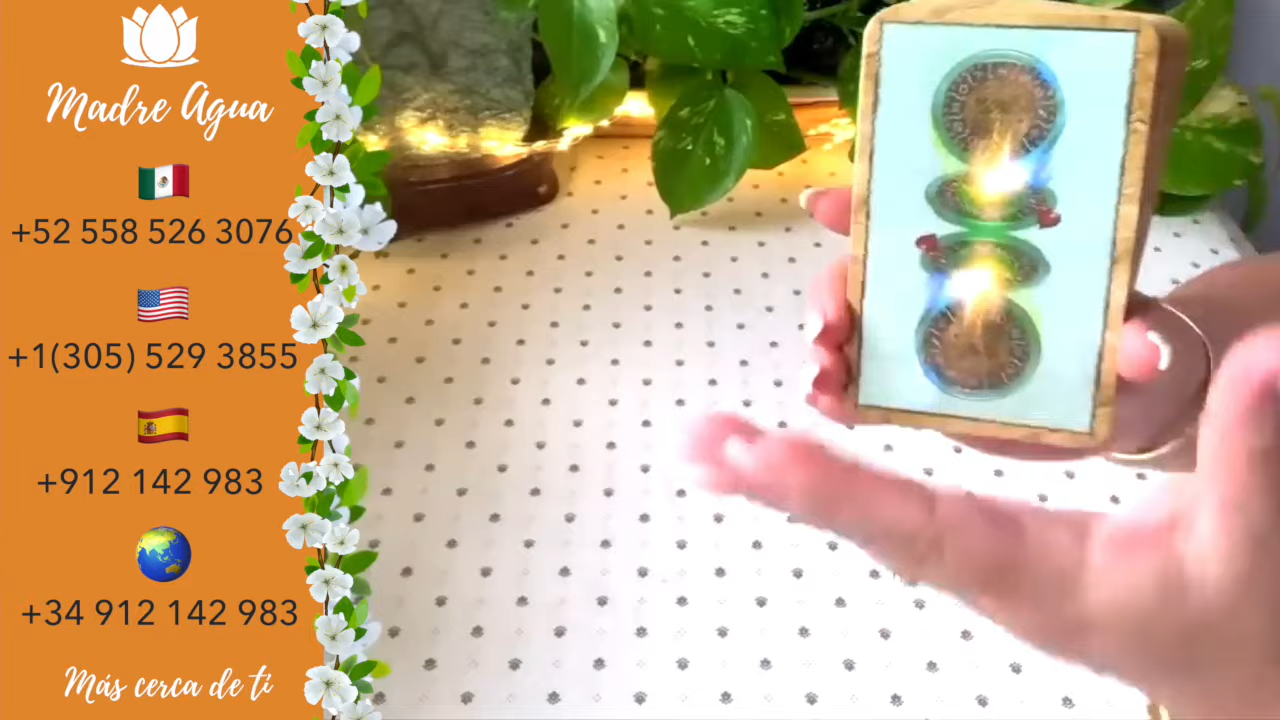 Madre Agua
+52 558 526 3076
+1(305) 529 3855
+912 142 983
+34 912 142 983
Más cerca de ti